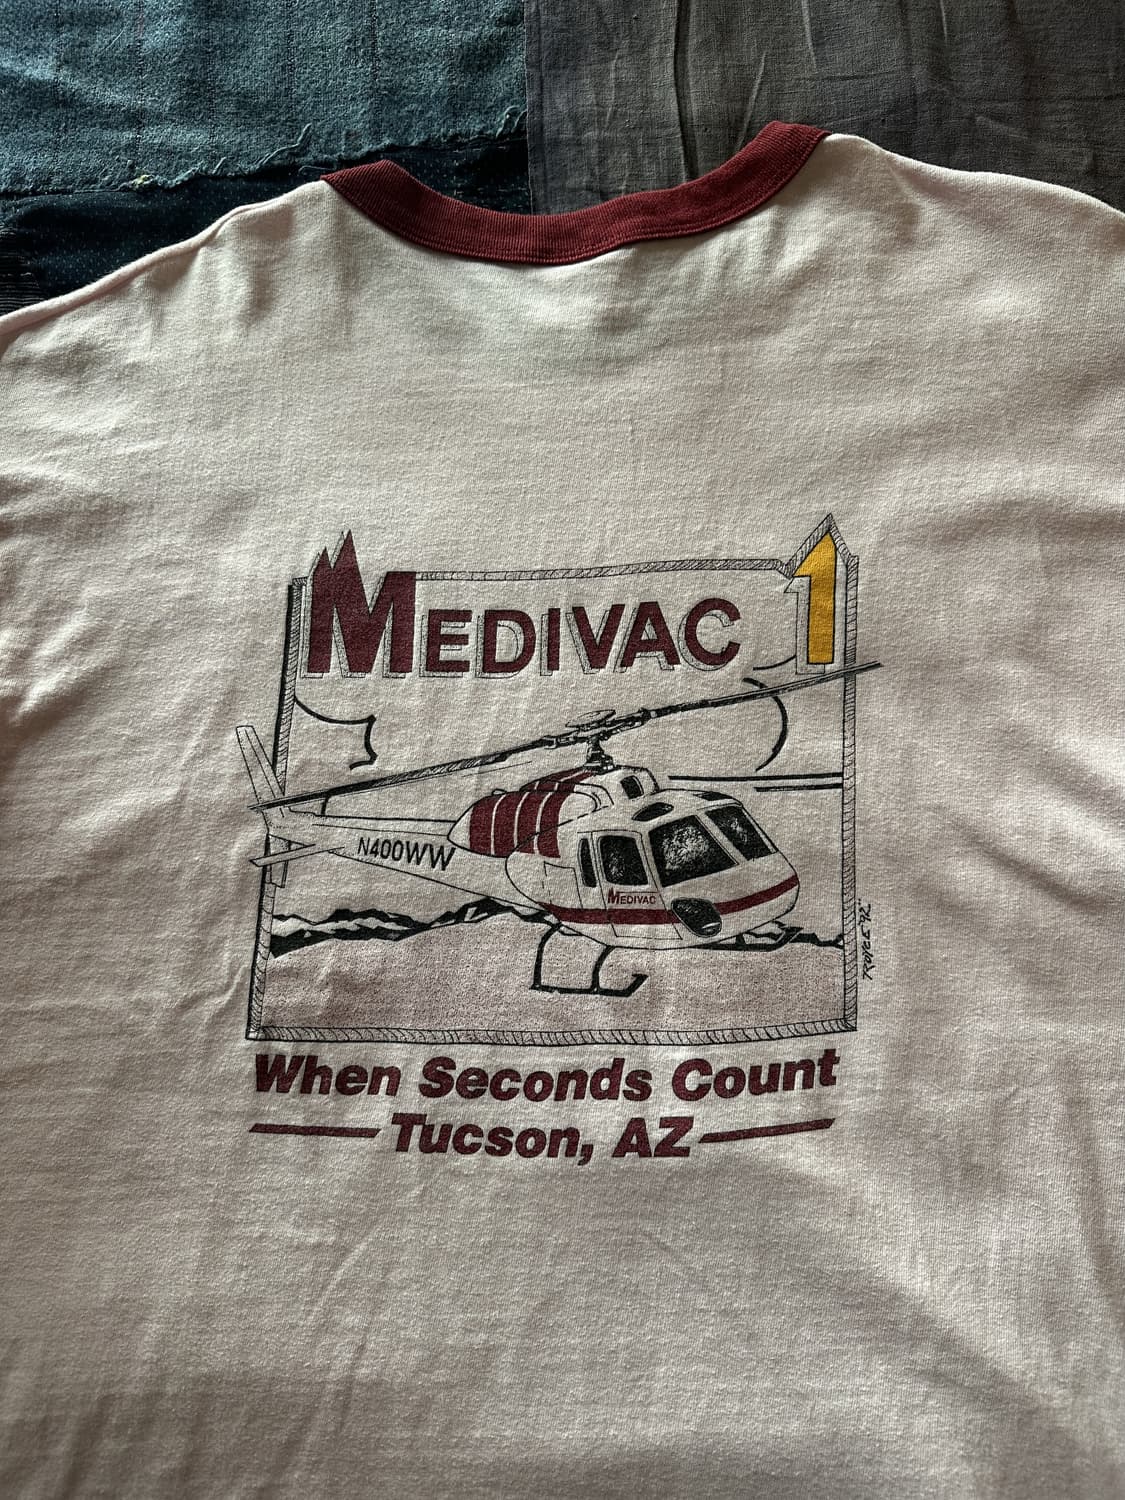 MEDIVAC 1
N400WW
MEDIVAC
When Seconds Count
Tucson, AZ